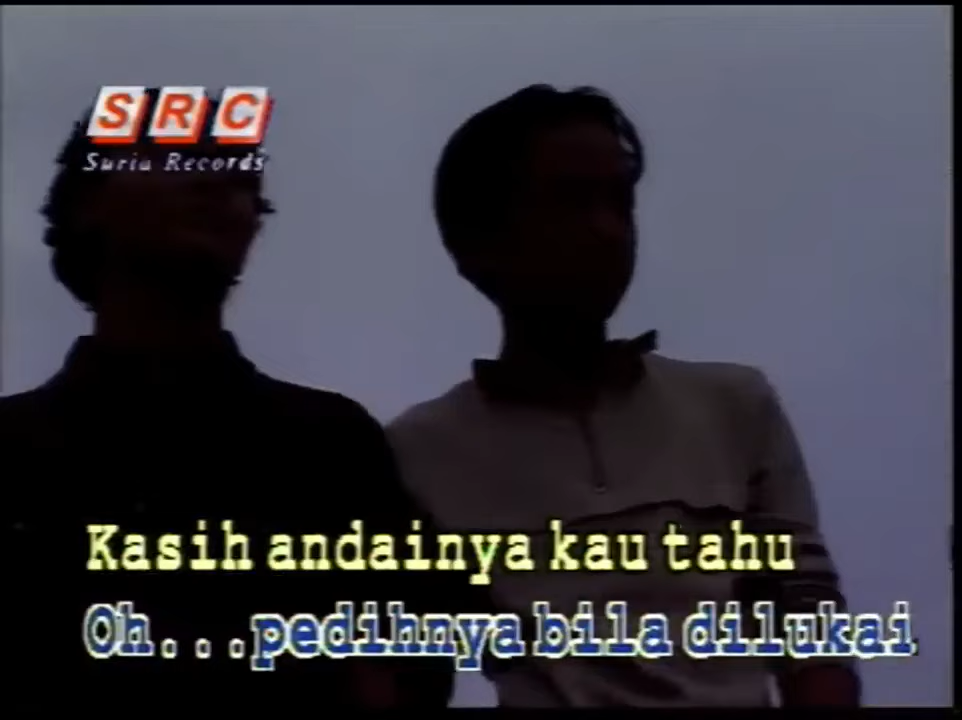 SRC
Suria Records
Kasih andainya kau tahu
Oh...pedihnya bila dilukai